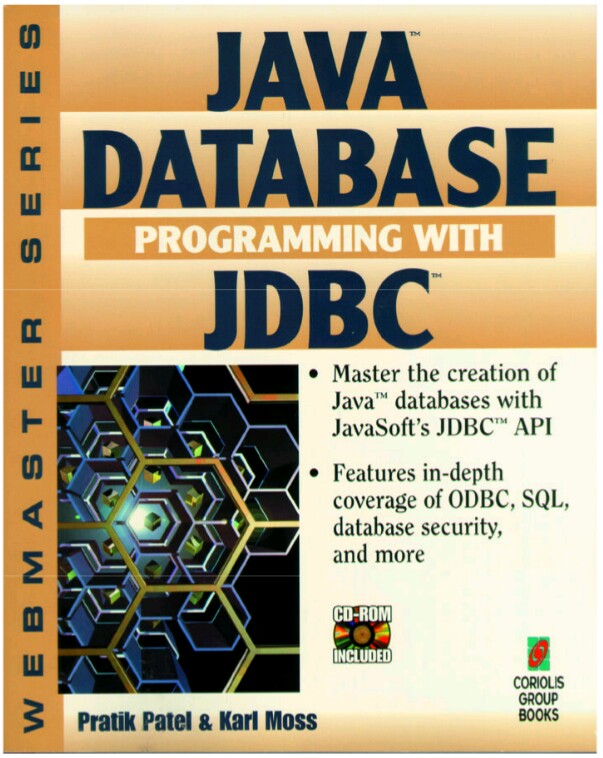 WEBMASTER SERIES
JAVA™
DATABASE
PROGRAMMING WITH
JDBC™
• Master the creation of
Java™ databases with
JavaSoft's JDBC™ API
• Features in-depth
coverage of ODBC, SQL,
database security,
and more
CD-ROM
INCLUDED
CORIOLIS
GROUP
BOOKS
Pratik Patel & Karl Moss